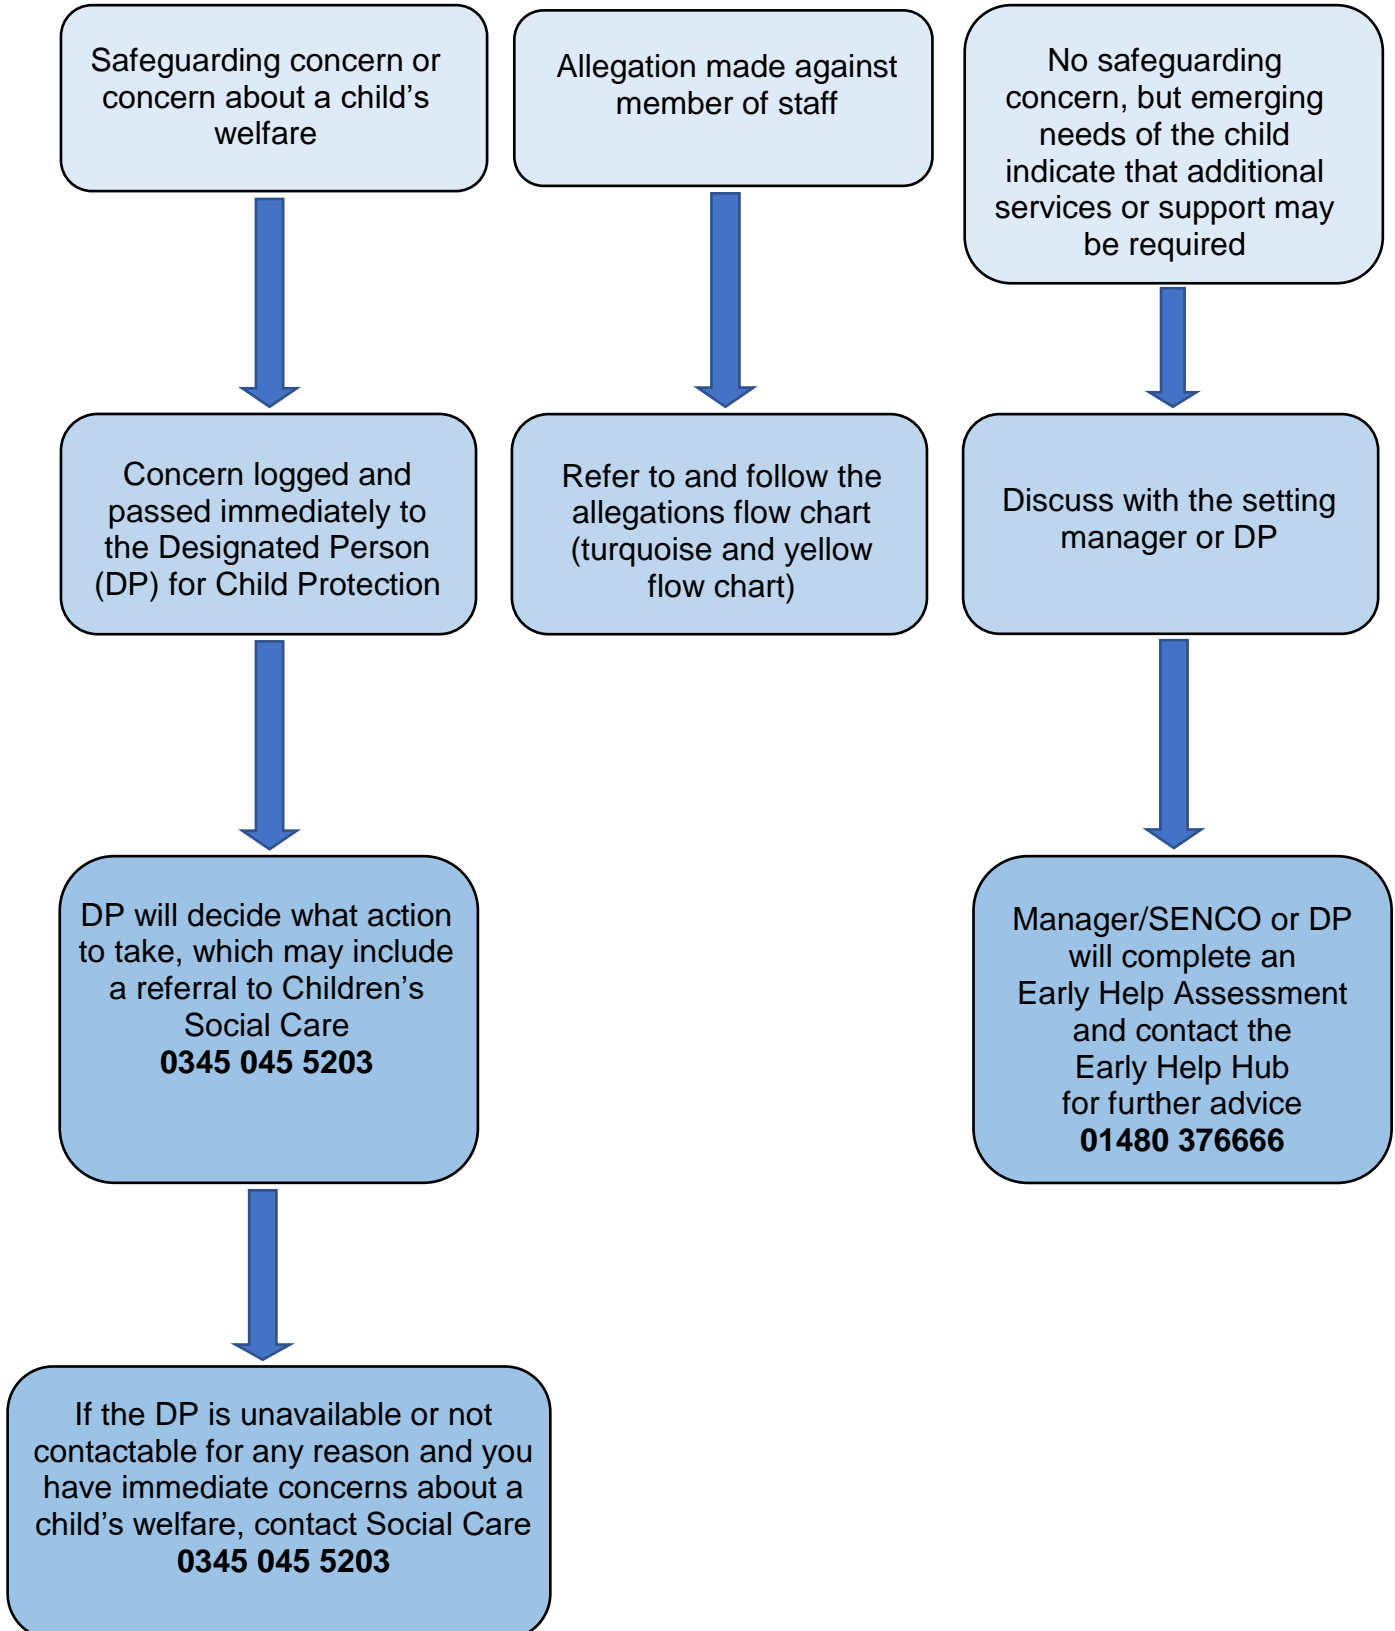 Safeguarding concern or
concern about a child’s
welfare
Allegation made against
member of staff
No safeguarding
concern, but emerging
needs of the child
indicate that additional
services or support may
be required
Concern logged and
passed immediately to
the Designated Person
(DP) for Child Protection
Refer to and follow the
allegations flow chart
(turquoise and yellow
flow chart)
Discuss with the setting
manager or DP
DP will decide what action
to take, which may include
a referral to Children’s
Social Care
0345 045 5203
Manager/SENCO or DP
will complete an
Early Help Assessment
and contact the
Early Help Hub
for further advice
01480 376666
If the DP is unavailable or not
contactable for any reason and you
have immediate concerns about a
child’s welfare, contact Social Care
0345 045 5203